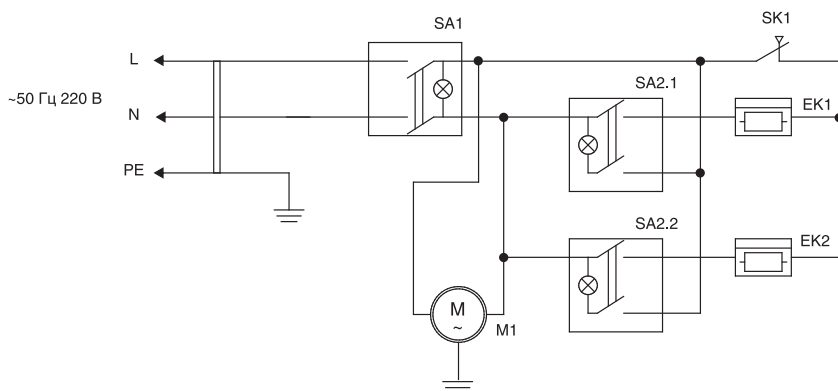 SA1
SK1
L
SA2.1
~50 Гц 220 В
N
EK1
PE
SA2.2
EK2
M
~
M1